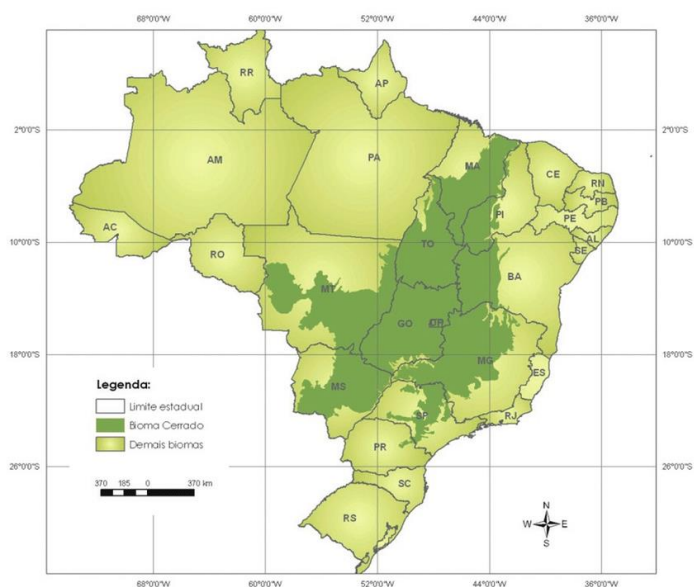 68°0'0"W 60°0'0"W 52°0'0"W 44°0'0"W 36°0'0"W
RR
AP
2°0'0"S 2°0'0"S
AM
PA
MA
CE
RN
PB
PI
PE
AC
AL
10°0'0"S 10°0'0"S
TO
SE
RO
BA
MT
GO
DF
18°0'0"S 18°0'0"S
MG
ES
MS
SP
RJ
PR
SC
RS
Legenda:
Limite estadual
Bioma Cerrado
Demais biomas
370 185 0 370 km
26°0'0"S 26°0'0"S
N
W E
S
68°0'0"W 60°0'0"W 52°0'0"W 44°0'0"W 36°0'0"W